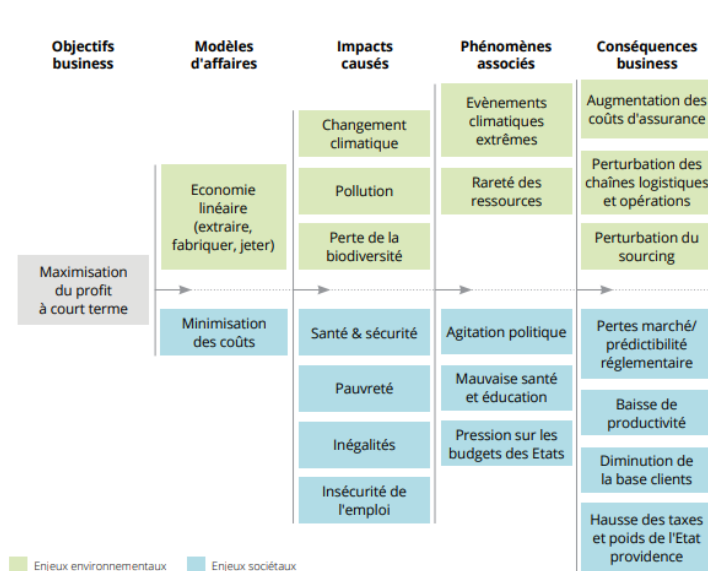 Objectifs
business
Modèles
d'affaires
Impacts
causés
Phénomènes
associés
Conséquences
business
Maximisation
du profit
à court terme
Economie
linéaire
(extraire,
fabriquer, jeter)
Minimisation
des coûts
Changement
climatique
Pollution
Perte de la
biodiversité
Santé & sécurité
Pauvreté
Inégalités
Insécurité de
l'emploi
Evènements
climatiques
extrêmes
Rareté des
ressources
Agitation politique
Mauvaise santé
et éducation
Pression sur les
budgets des Etats
Augmentation des
coûts d'assurance
Perturbation des
chaînes logistiques
et opérations
Perturbation du
sourcing
Pertes marché/
prédictibilité
réglementaire
Baisse de
productivité
Diminution de
la base clients
Hausse des taxes
et poids de l'Etat
providence
Enjeux environnementaux
Enjeux sociétaux